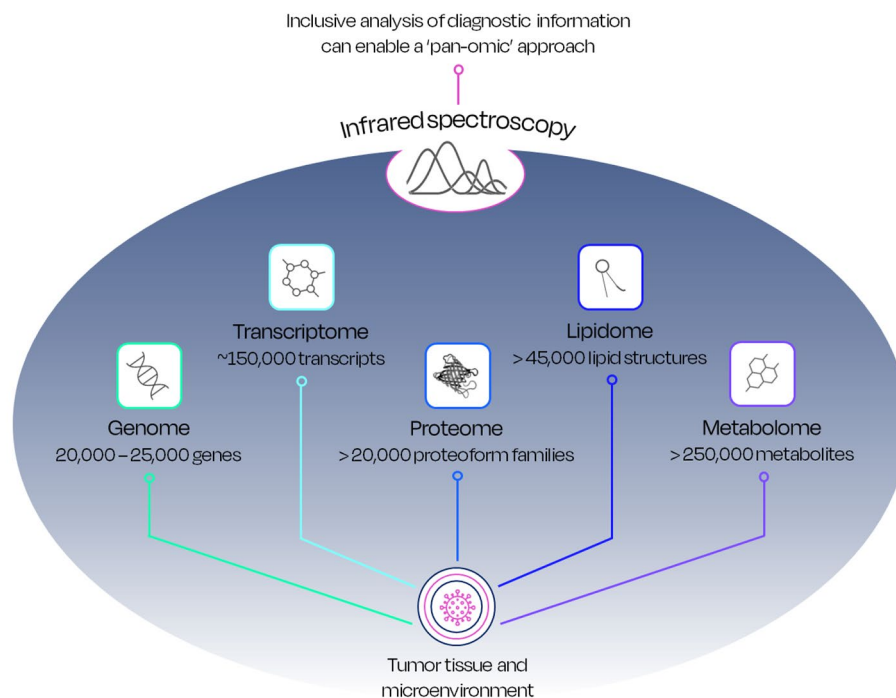 Inclusive analysis of diagnostic information
can enable a ‘pan-omic’ approach
Infrared spectroscopy
Transcriptome
~150,000 transcripts
Lipidome
>45,000 lipid structures
Genome
20,000 – 25,000 genes
Proteome
>20,000 proteoform families
Metabolome
>250,000 metabolites
Tumor tissue and
microenvironment